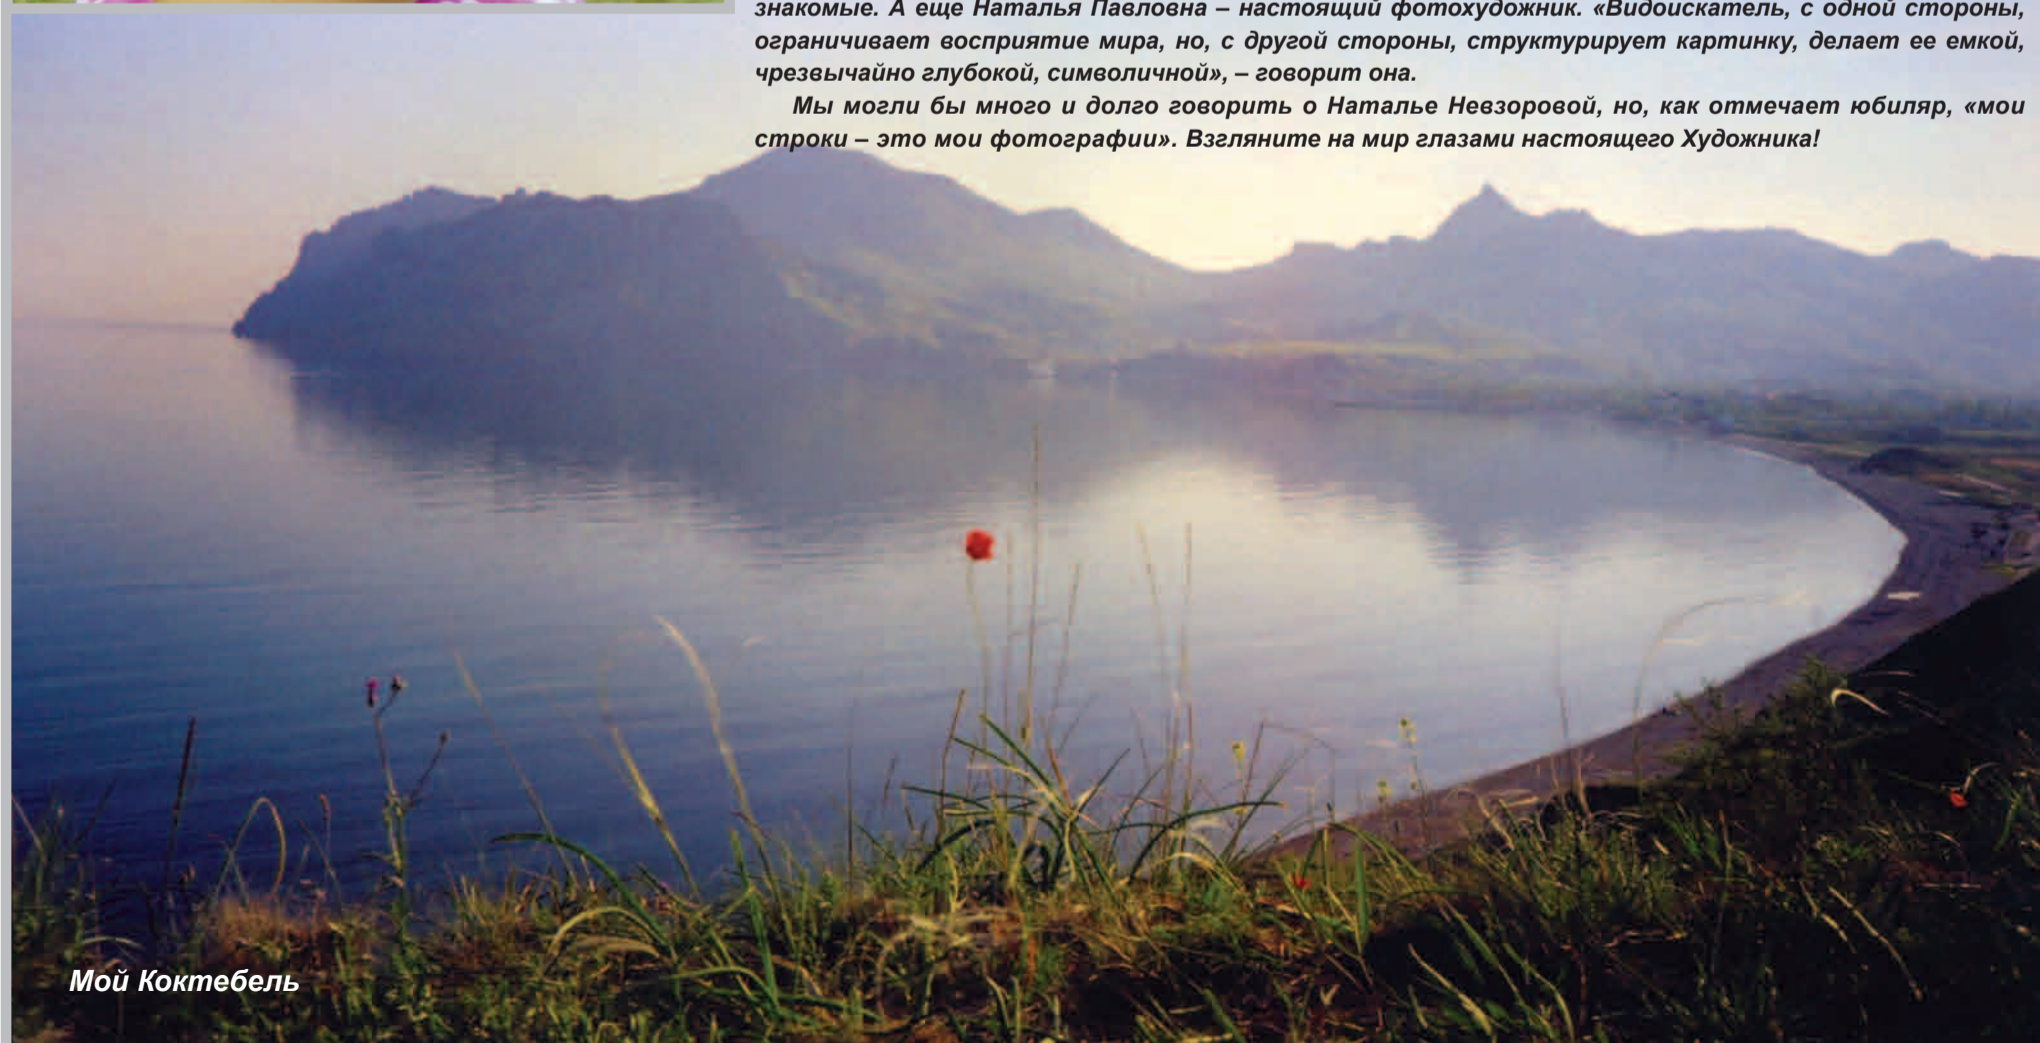 знакомые. А еще Наталья Павловна – настоящий фотохудожник. «Видоискатель, с одной стороны,
ограничивает восприятие мира, но, с другой стороны, структурирует картинку, делает ее емкой,
чрезвычайно глубокой, символичной», – говорит она.
Мы могли бы много и долго говорить о Наталье Невзоровой, но, как отмечает юбиляр, «мои
строки – это мои фотографии». Взгляните на мир глазами настоящего Художника!
Мой Коктебель